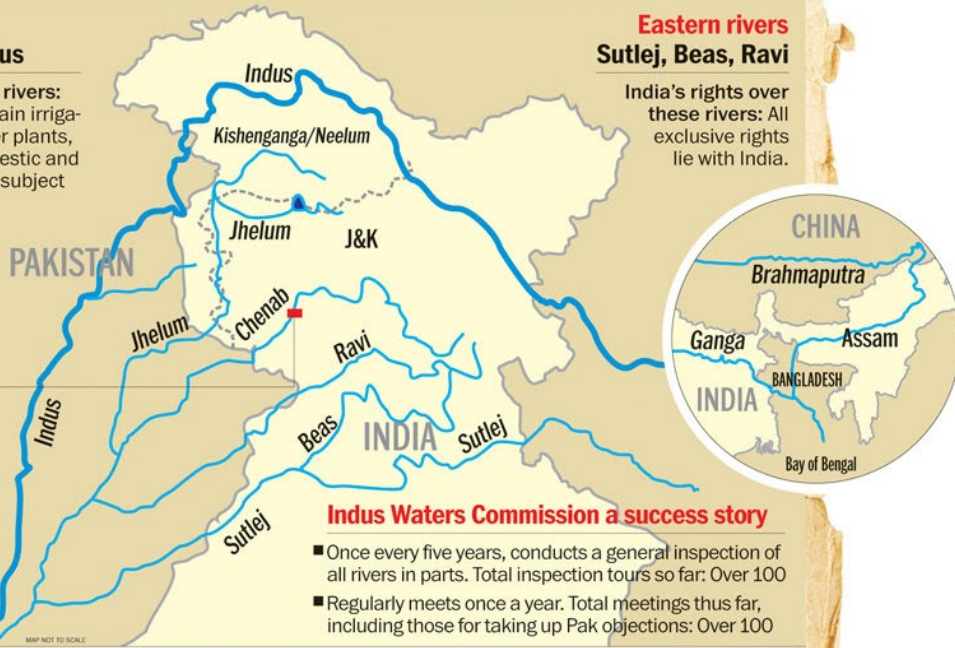 us
rivers:
ain irriga-
er plants,
estic and
subject
Eastern rivers
Sutlej, Beas, Ravi
India's rights over
these rivers: All
exclusive rights
lie with India.
Indus
Kishenganga/Neelum
Jhelum
J&K
PAKISTAN
Chenab
Jhelum
Ravi
Indus
Beas
INDIA
Sutlej
Sutlej
CHINA
Brahmaputra
Ganga
Assam
BANGLADESH
INDIA
Bay of Bengal
Indus Waters Commission a success story
■ Once every five years, conducts a general inspection of
all rivers in parts. Total inspection tours so far: Over 100
■ Regularly meets once a year. Total meetings thus far,
including those for taking up Pak objections: Over 100
MAP NOT TO SCALE